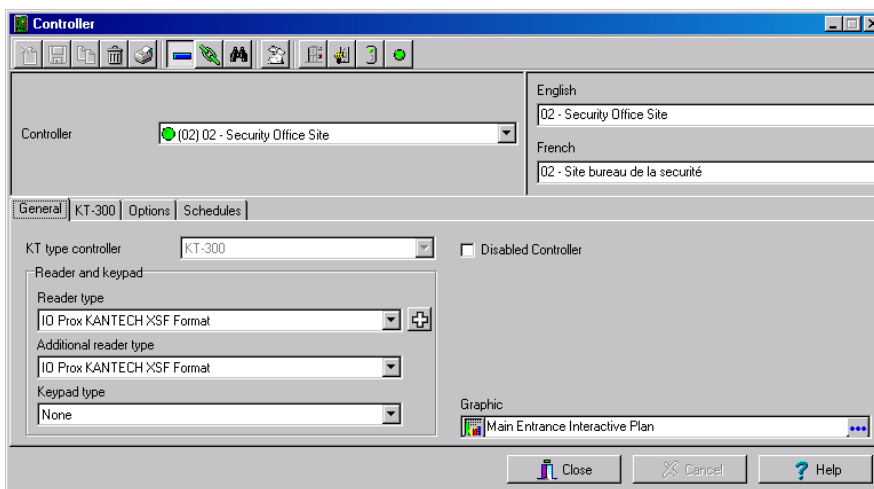 Controller
English
02 - Security Office Site
Controller
(02) 02 - Security Office Site
French
02 - Site bureau de la securité
General KT-300 Options Schedules
KT type controller
KT-300
Disabled Controller
Reader and keypad
Reader type
IO Prox KANTECH XSF Format
Additional reader type
IO Prox KANTECH XSF Format
Keypad type
None
Graphic
Main Entrance Interactive Plan
Close
Cancel
Help